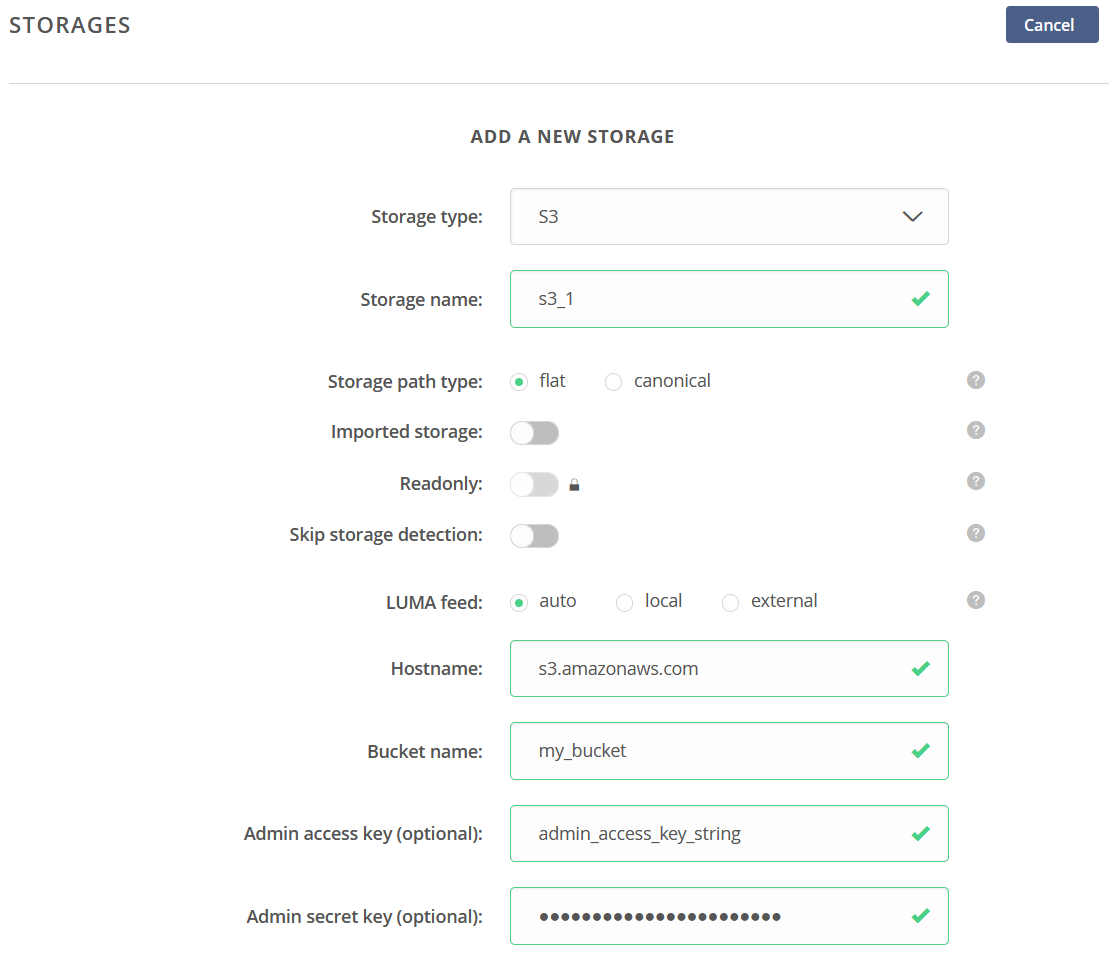 STORAGES
Cancel
ADD A NEW STORAGE
Storage type: S3
Storage name: s3_1
Storage path type: flat canonical ?
Imported storage: ?
Readonly: ?
Skip storage detection: ?
LUMA feed: auto local external ?
Hostname: s3.amazonaws.com
Bucket name: my_bucket
Admin access key (optional): admin_access_key_string
Admin secret key (optional): •••••••••••••••••••••••